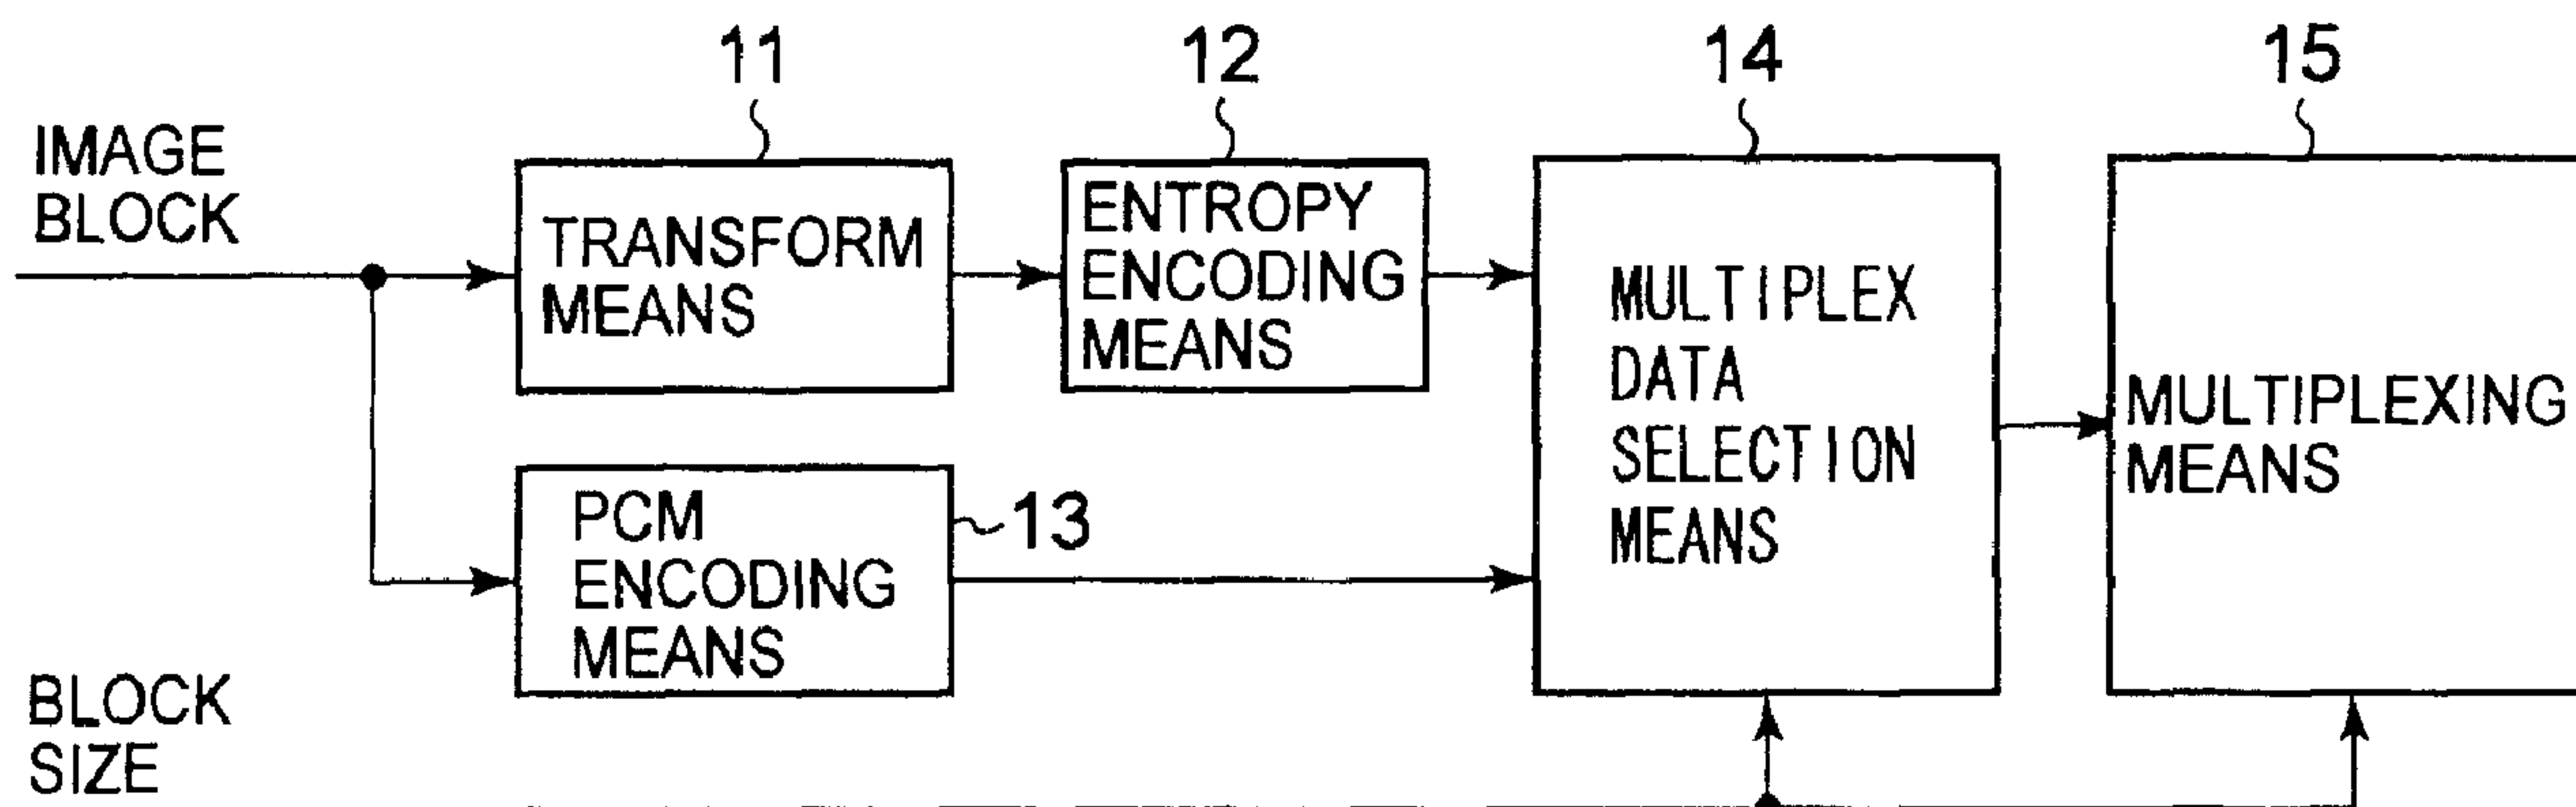 11
12
14
15
IMAGE
BLOCK
TRANSFORM
MEANS
ENTROPY
ENCODING
MEANS
MULTIPLEX
DATA
SELECTION
MEANS
MULTIPLEXING
MEANS
PCM
ENCODING
MEANS
13
BLOCK
SIZE